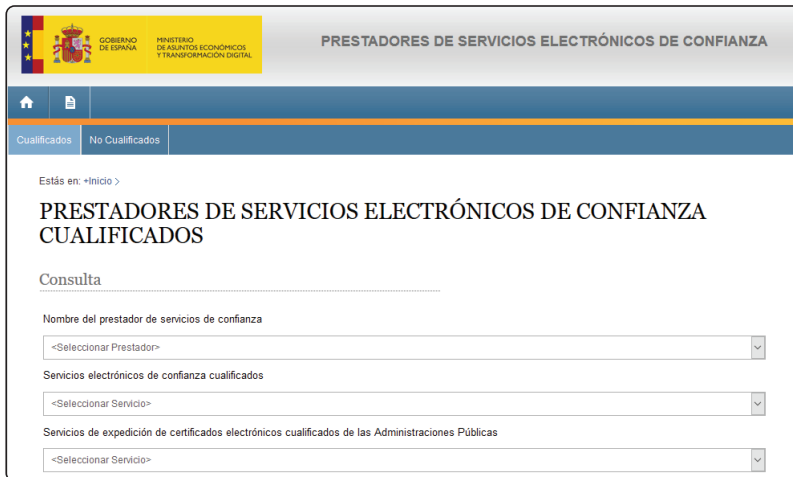 GOBIERNO
DE ESPAÑA
MINISTERIO
DE ASUNTOS ECONÓMICOS
Y TRANSFORMACIÓN DIGITAL
PRESTADORES DE SERVICIOS ELECTRÓNICOS DE CONFIANZA
Cualificados
No Cualificados
Estás en: +Inicio >
PRESTADORES DE SERVICIOS ELECTRÓNICOS DE CONFIANZA
CUALIFICADOS
Consulta
Nombre del prestador de servicios de confianza
<Seleccionar Prestador>
Servicios electrónicos de confianza cualificados
<Seleccionar Servicio>
Servicios de expedición de certificados electrónicos cualificados de las Administraciones Públicas
<Seleccionar Servicio>